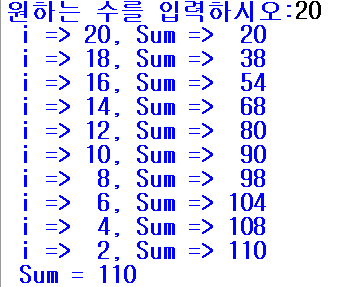 원하는 수를 입력하시오:20
i => 20, Sum =>  20
i => 18, Sum =>  38
i => 16, Sum =>  54
i => 14, Sum =>  68
i => 12, Sum =>  80
i => 10, Sum =>  90
i =>  8, Sum =>  98
i =>  6, Sum => 104
i =>  4, Sum => 108
i =>  2, Sum => 110
Sum = 110